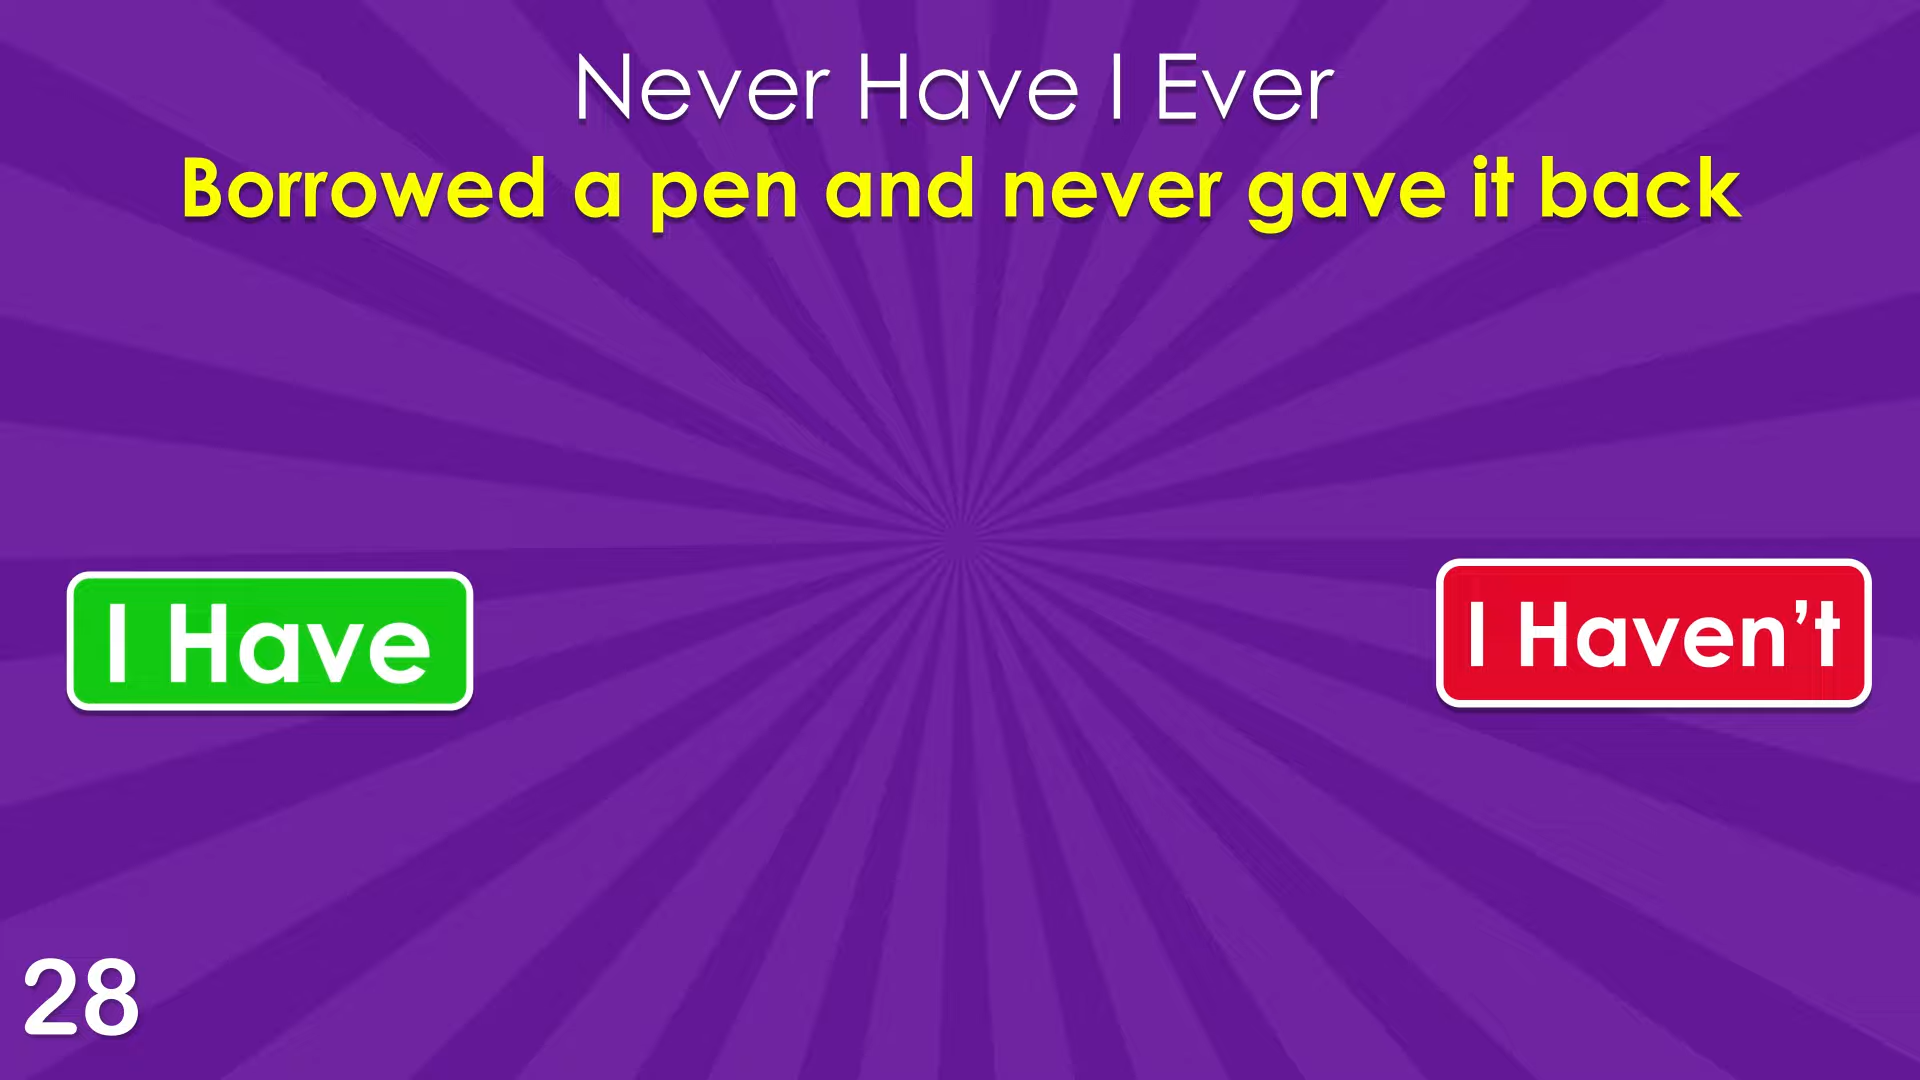 Never Have I Ever
Borrowed a pen and never gave it back
I Have
I Haven’t
28